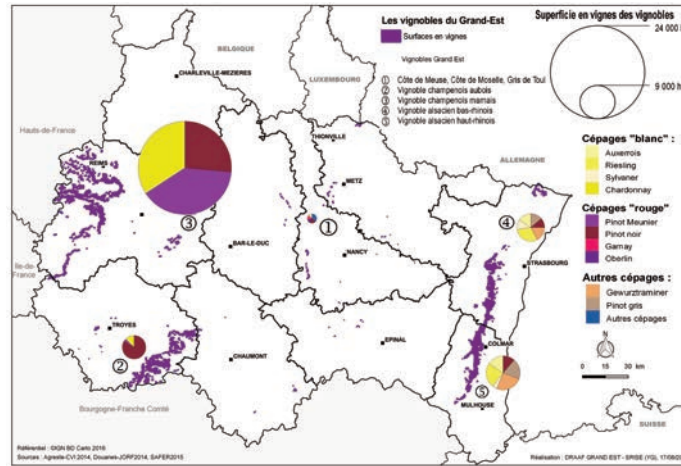 Les vignobles du Grand-Est
Surfaces en vignes
Vignobles Grand Est
① Côte de Meuse, Côte de Moselle, Gris de Toul
② Vignoble champenois aubois
③ Vignoble champenois marnais
④ Vignoble alsacien bas-rhinois
⑤ Vignoble alsacien haut-rhinois
Superficie en vignes des vignobles
24 000
9 000 h
Cépages "blanc" :
Auxerrois
Riesling
Sylvaner
Chardonnay
Cépages "rouge" :
Pinot Meunier
Pinot noir
Gamay
Oberlin
Autres cépages :
Gewurztraminer
Pinot gris
Autres cépages
0 15 30 km
BELGIQUE
CHARLEVILLE-MEZIERES
LUXEMBOURG
Hauts-de-France
THIONVILLE
ALLEMAGNE
REIMS
METZ
③
①
④
BAR-LE-DUC
NANCY
STRASBOURG
Ile-de-France
TROYES
EPINAL
COLMAR
②
CHAUMONT
⑤
MULHOUSE
Bourgogne-Franche Comté
SUISSE
Référentiel : ©IGN BD Carto 2016
Sources : Agreste-CVI 2014, Douanes-JORF2014, SAFER2015
Réalisation : DRAAF GRAND EST - SRISE (YG),